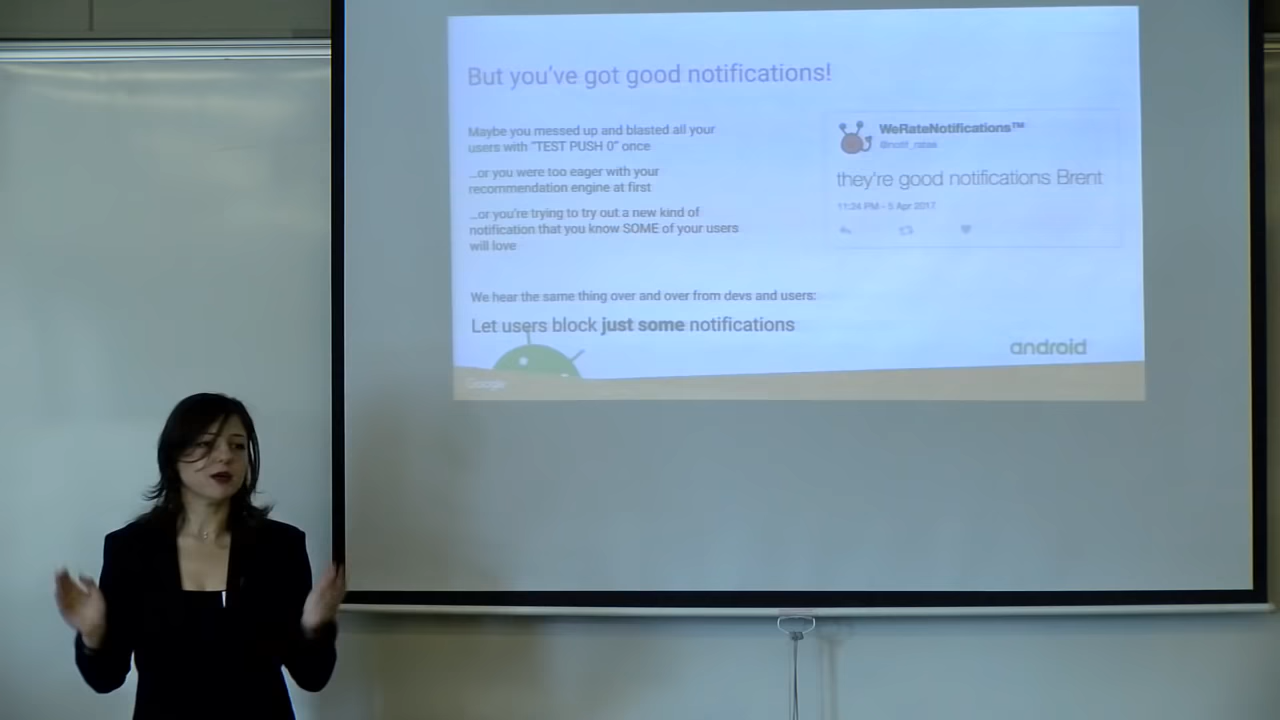 But you've got good notifications!
Maybe you messed up and blasted all your
users with "TEST PUSH 0" once
...or you were too eager with your
recommendation engine at first
...or you're trying to try out a new kind of
notification that you know SOME of your users
will love
WeRateNotifications™
@notif_rates
they're good notifications Brent
11:24 PM - 5 Apr 2017
We hear the same thing over and over from devs and users:
Let users block just some notifications
android
Google